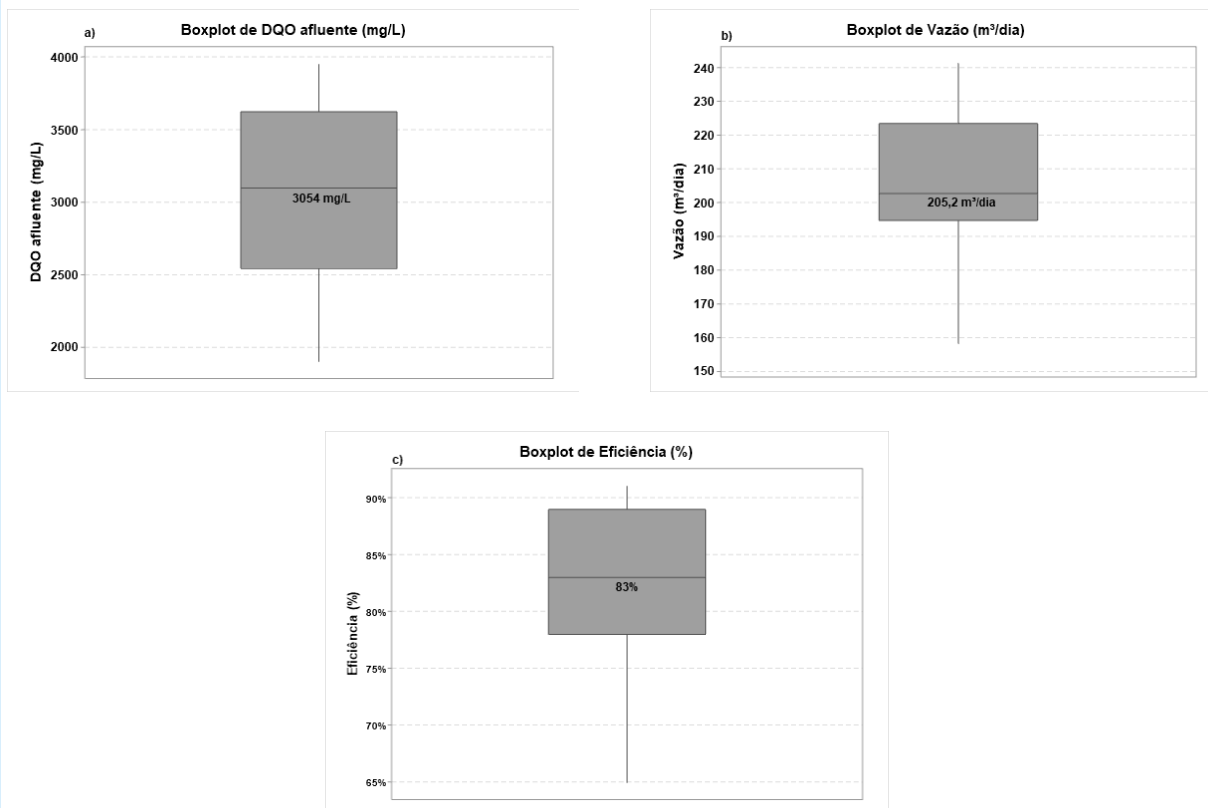 a)
Boxplot de DQO afluente (mg/L)
4000
3500
3000
2500
2000
DQO afluente (mg/L)
3054 mg/L
b)
Boxplot de Vazão (m³/dia)
240
230
220
210
200
190
180
170
160
150
Vazão (m³/dia)
205,2 m³/dia
c)
Boxplot de Eficiência (%)
90%
85%
80%
75%
70%
65%
Eficiência (%)
83%